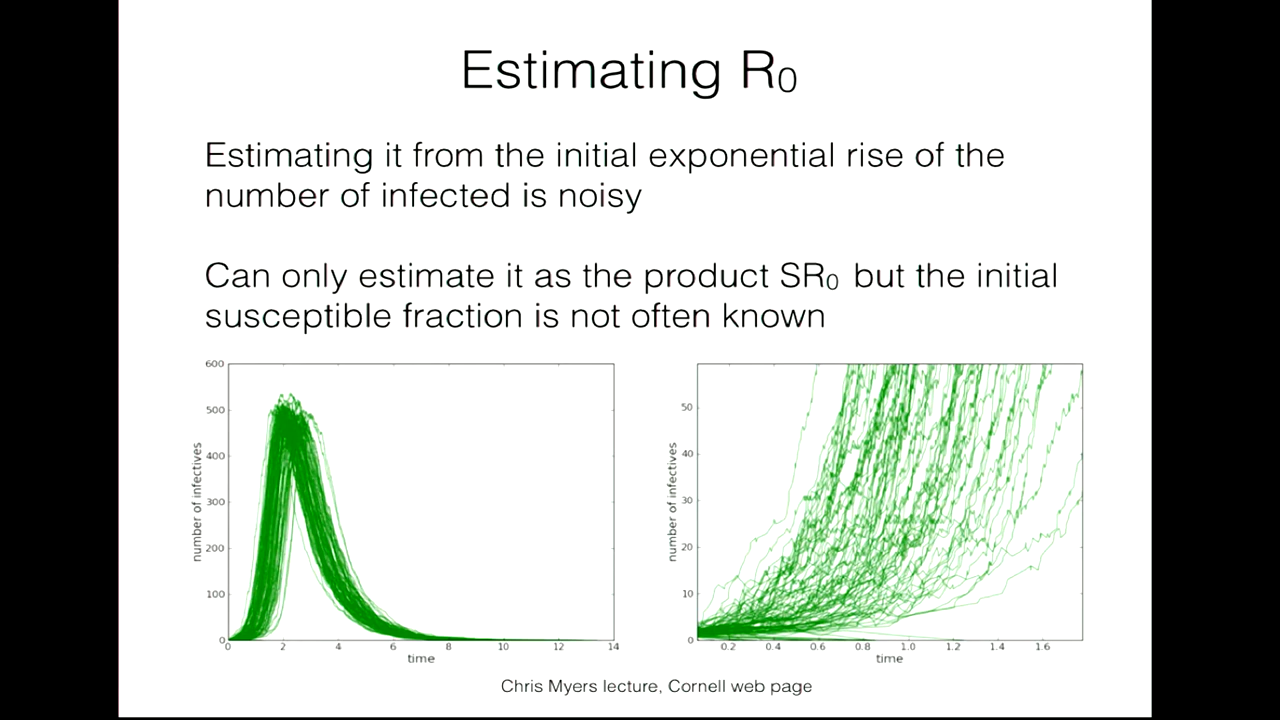 Estimating R₀
Estimating it from the initial exponential rise of the
number of infected is noisy
Can only estimate it as the product SR₀ but the initial
susceptible fraction is not often known
600
500
400
300
200
100
0
number of infectives
0 2 4 6 8 10 12 14
time
50
40
30
20
10
0
number of infectives
0.2 0.4 0.6 0.8 1.0 1.2 1.4 1.6
time
Chris Myers lecture, Cornell web page